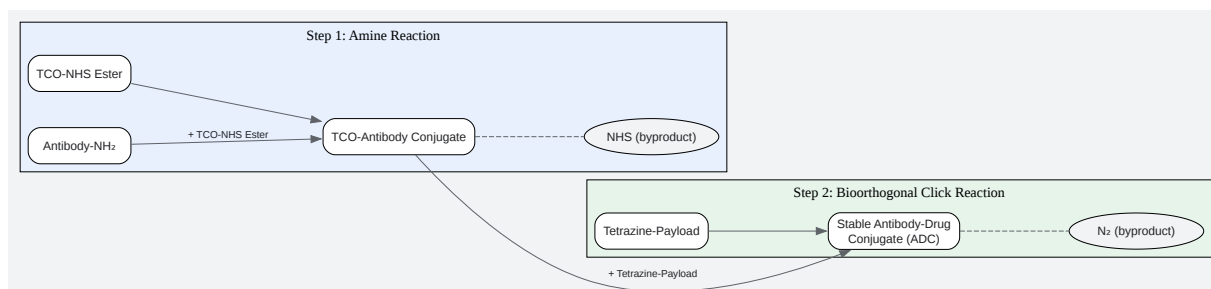 Step 1: Amine Reaction
TCO-NHS Ester
+ TCO-NHS Ester
Antibody-NH₂
TCO-Antibody Conjugate
NHS (byproduct)
Step 2: Bioorthogonal Click Reaction
Tetrazine-Payload
Stable Antibody-Drug
Conjugate (ADC)
N₂ (byproduct)
+ Tetrazine-Payload